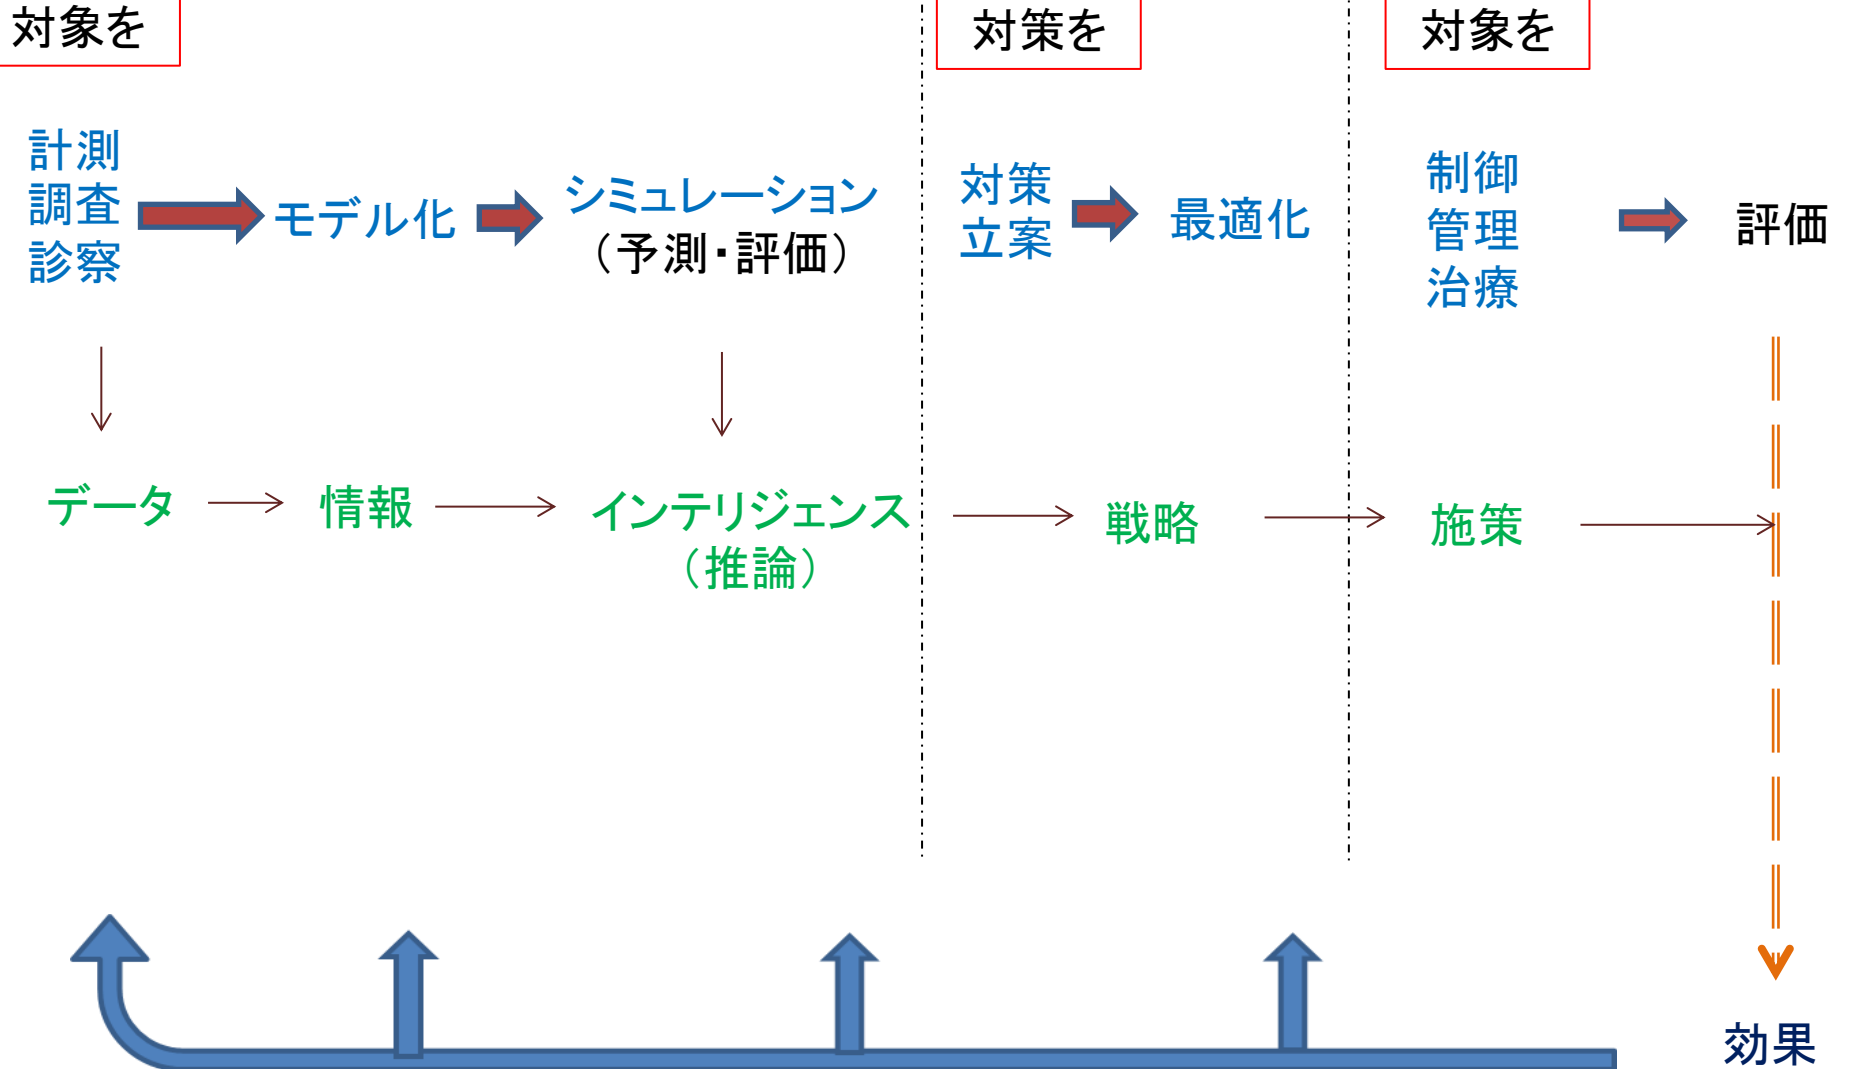 対象を
対策を
対象を
計測
調査
診察
モデル化
シミュレーション
（予測・評価）
対策
立案
最適化
制御
管理
治療
評価
データ
情報
インテリジェンス
（推論）
戦略
施策
効果